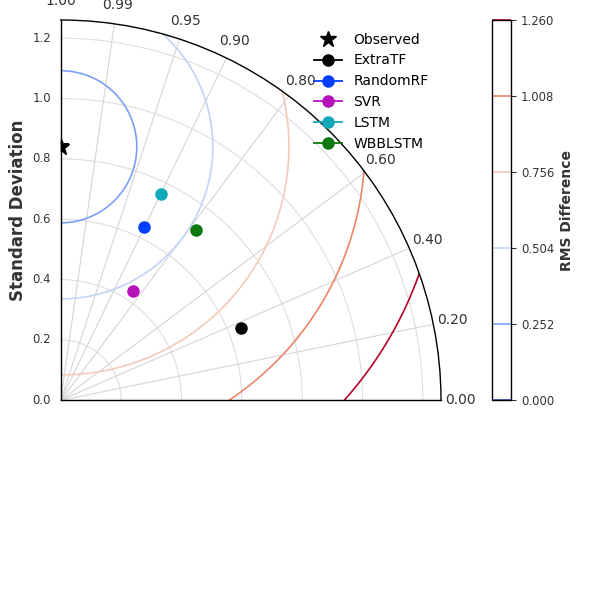 1.00
0.99
0.95
0.90
0.80
0.60
0.40
0.20
0.00
1.2
1.0
0.8
0.6
0.4
0.2
0.0
Standard Deviation
Observed
ExtraTF
RandomRF
SVR
LSTM
WBBLSTM
1.260
1.008
0.756
0.504
0.252
0.000
RMS Difference